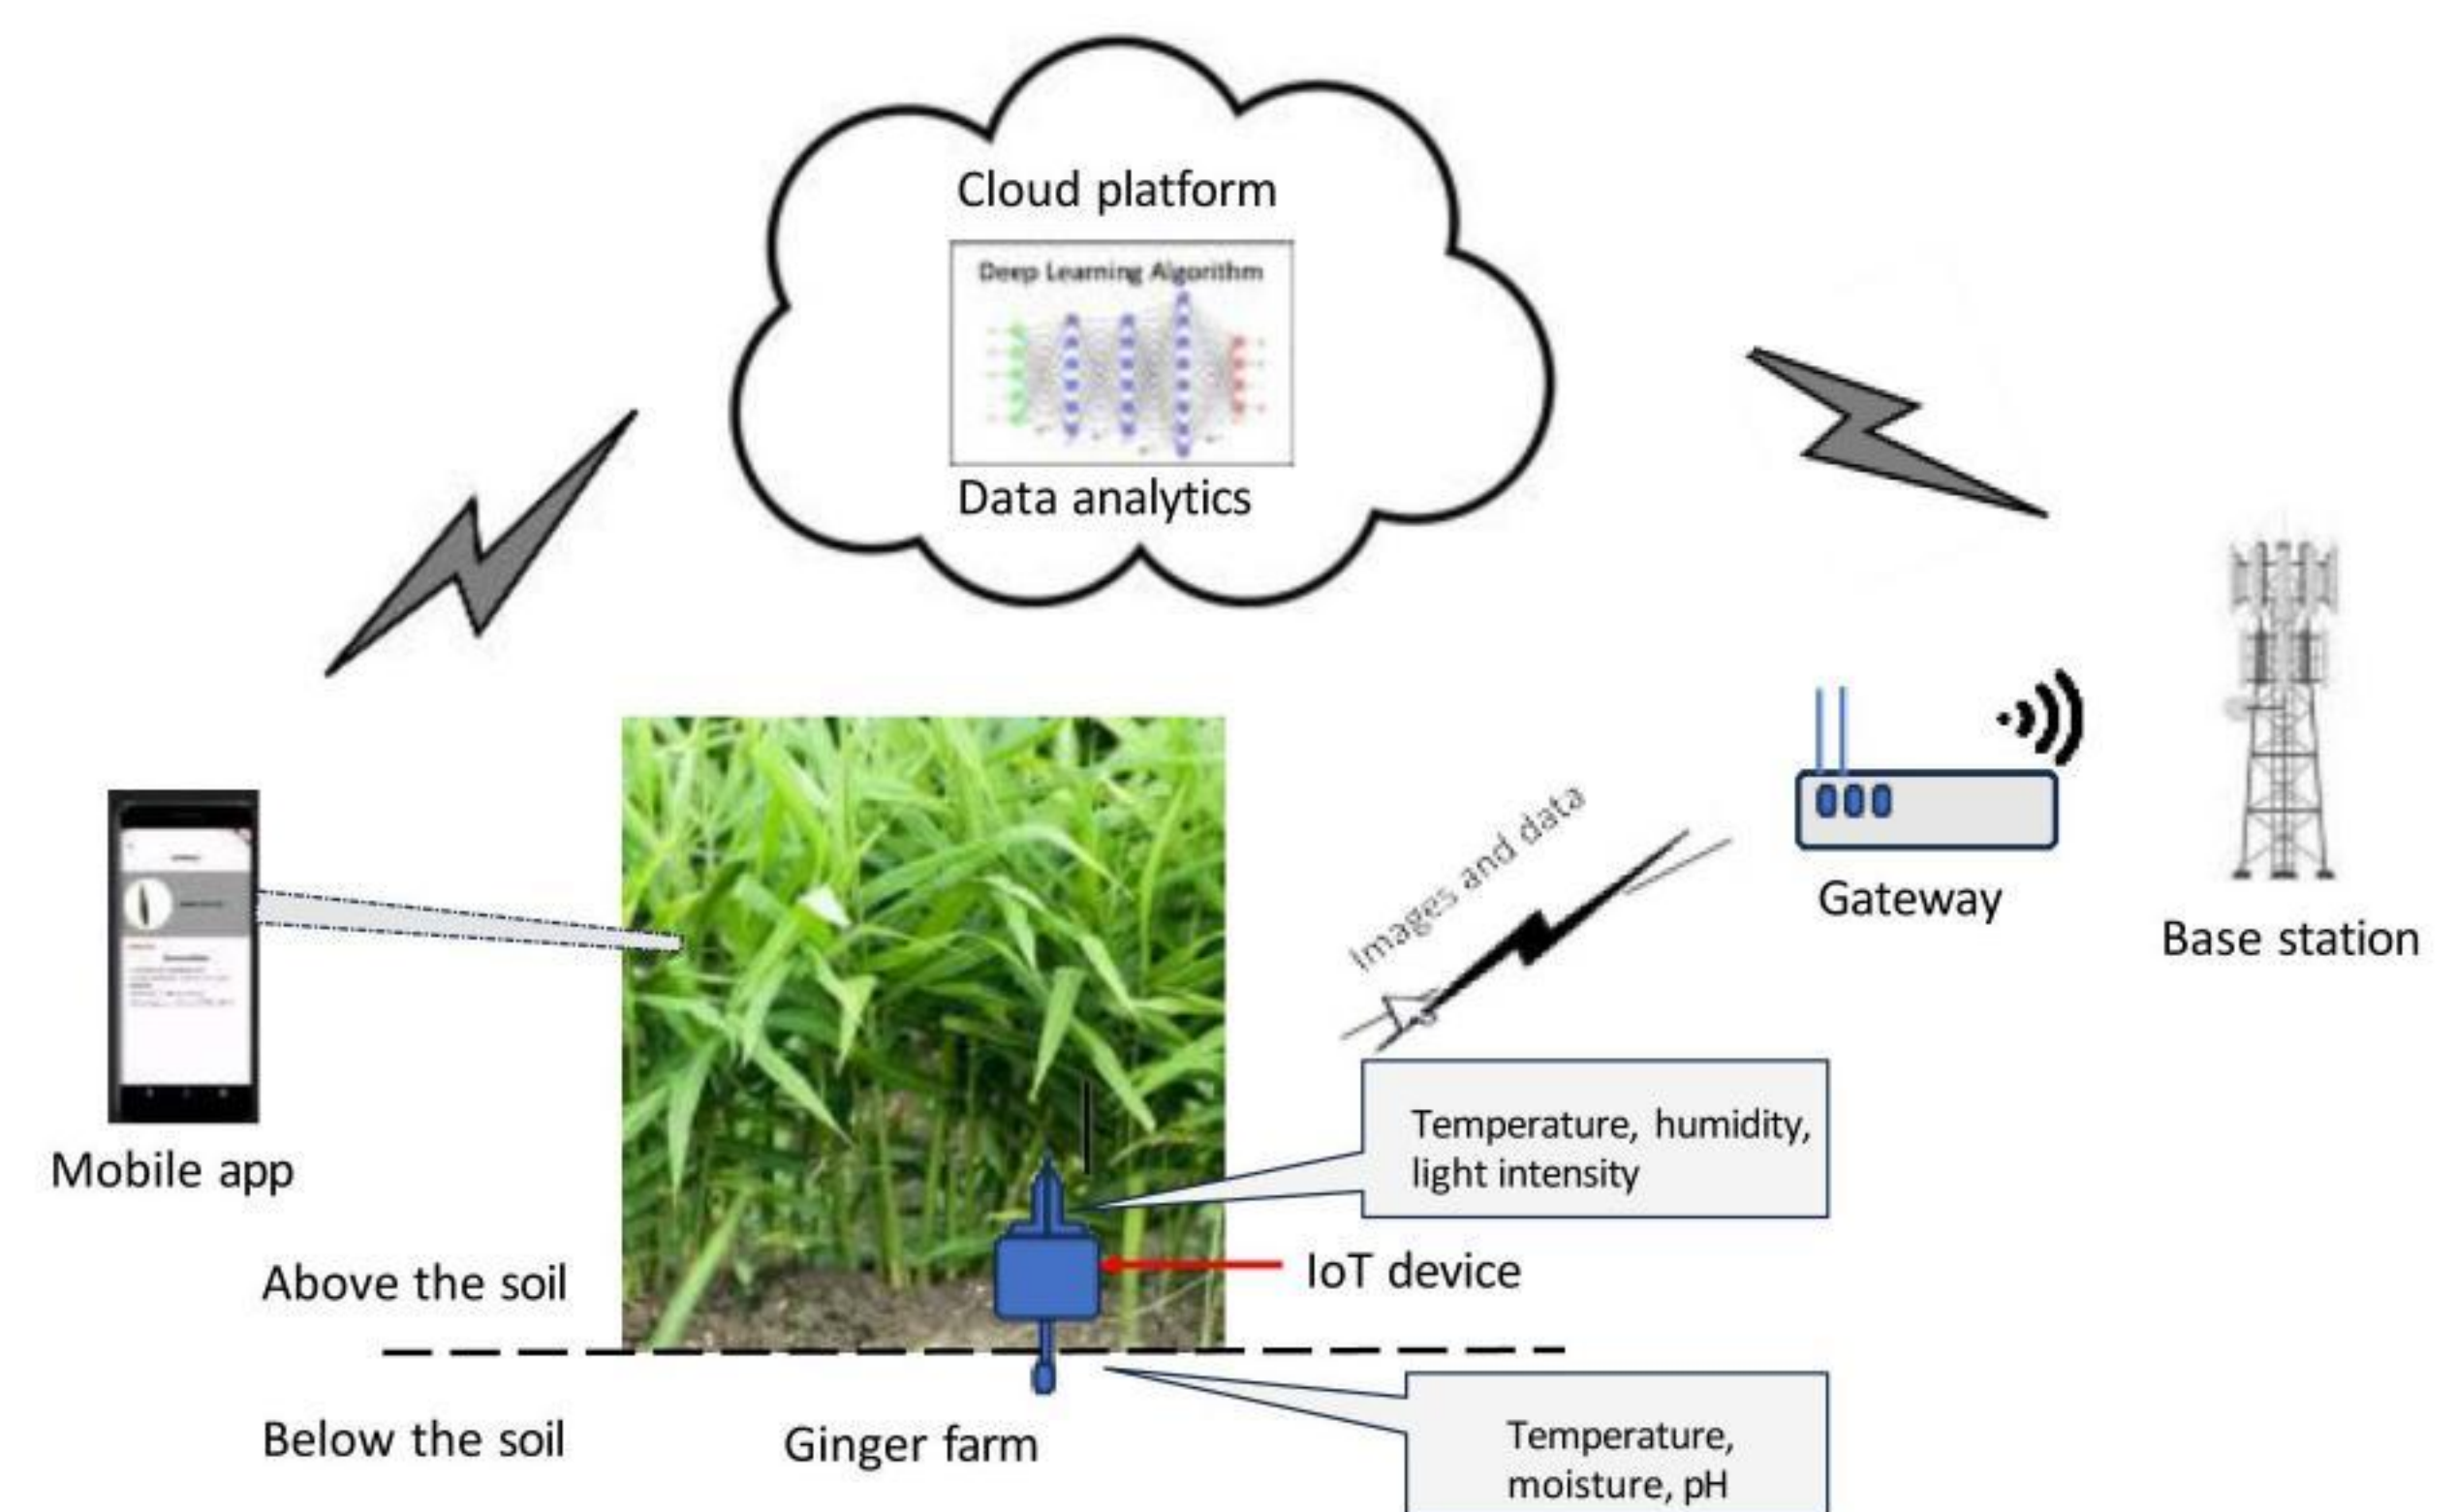 Cloud platform
Deep Learning Algorithm
Data analytics
Images and data
Gateway
Base station
Mobile app
Temperature, humidity,
light intensity
IoT device
Above the soil
Below the soil
Ginger farm
Temperature,
moisture, pH